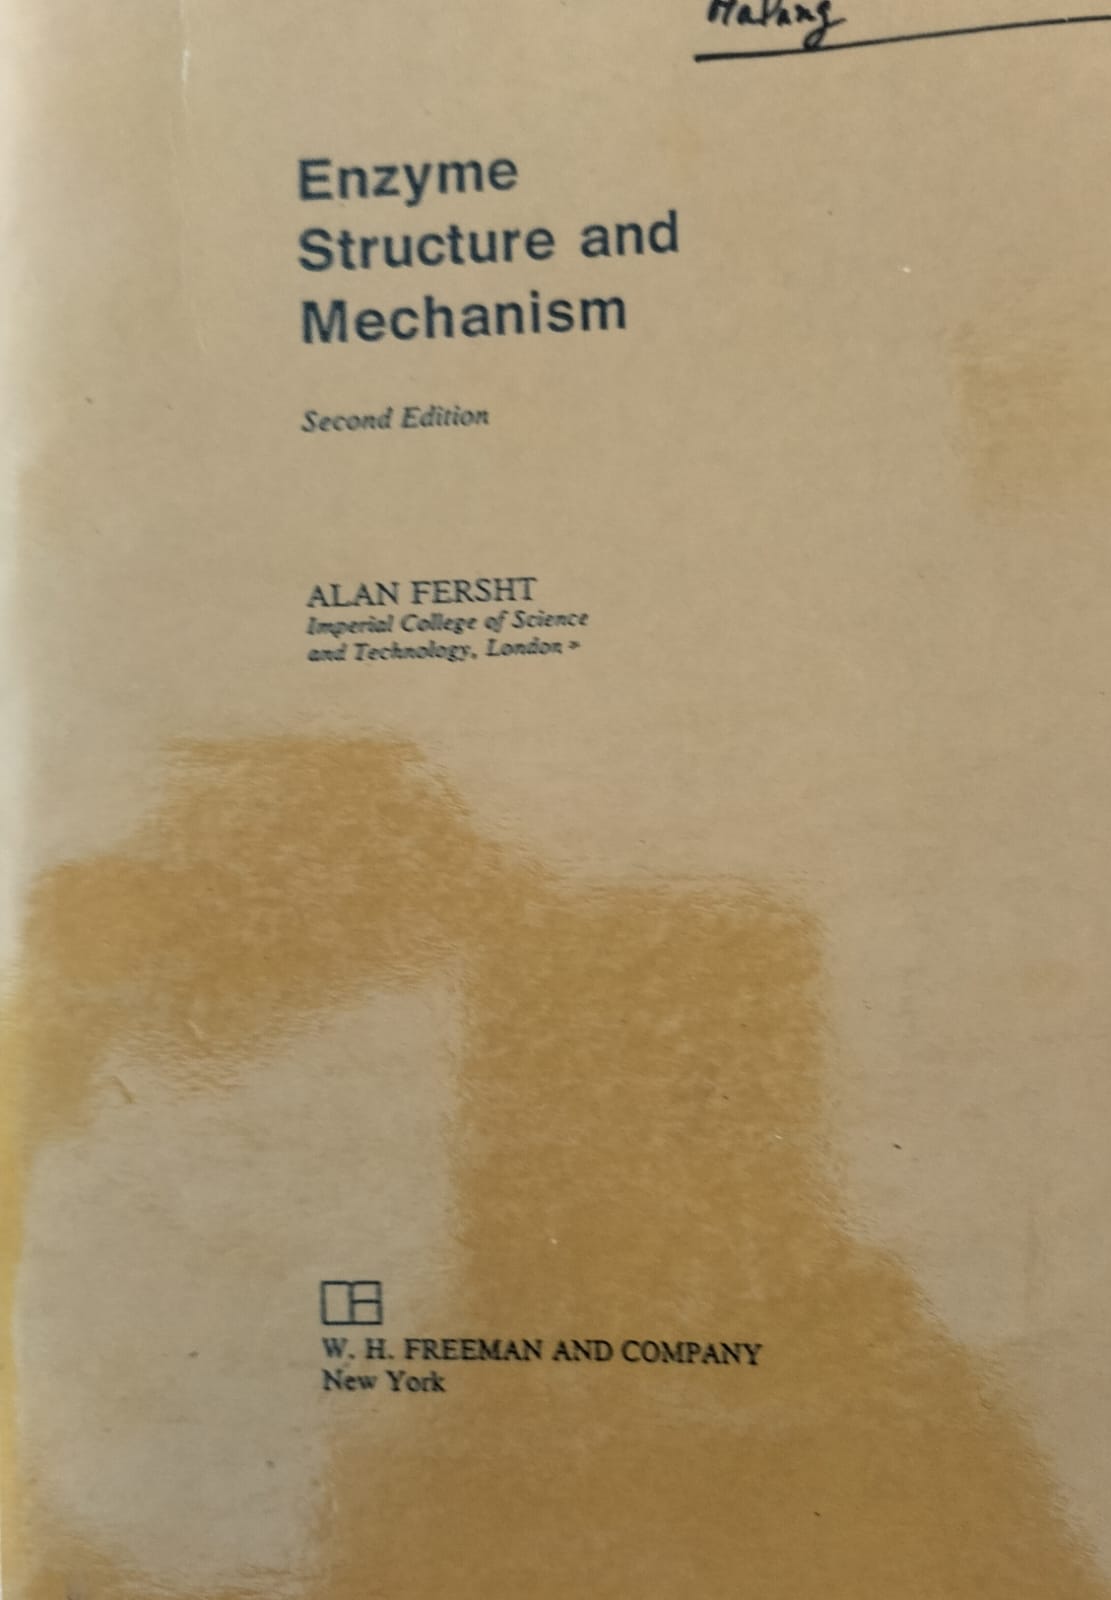 Malang
Enzyme
Structure and
Mechanism
Second Edition
ALAN FERSHT
Imperial College of Science
and Technology, London
W. H. FREEMAN AND COMPANY
New York